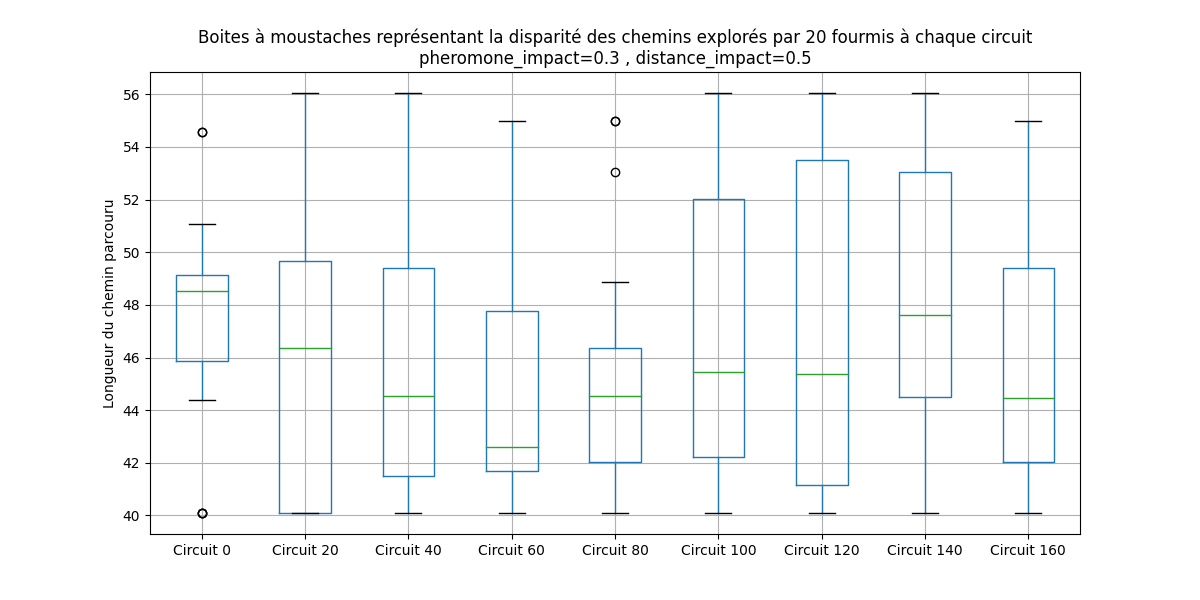 Boites à moustaches représentant la disparité des chemins explorés par 20 fourmis à chaque circuit
pheromone_impact=0.3 , distance_impact=0.5
Longueur du chemin parcouru
56
54
52
50
48
46
44
42
40
Circuit 0
Circuit 20
Circuit 40
Circuit 60
Circuit 80
Circuit 100
Circuit 120
Circuit 140
Circuit 160